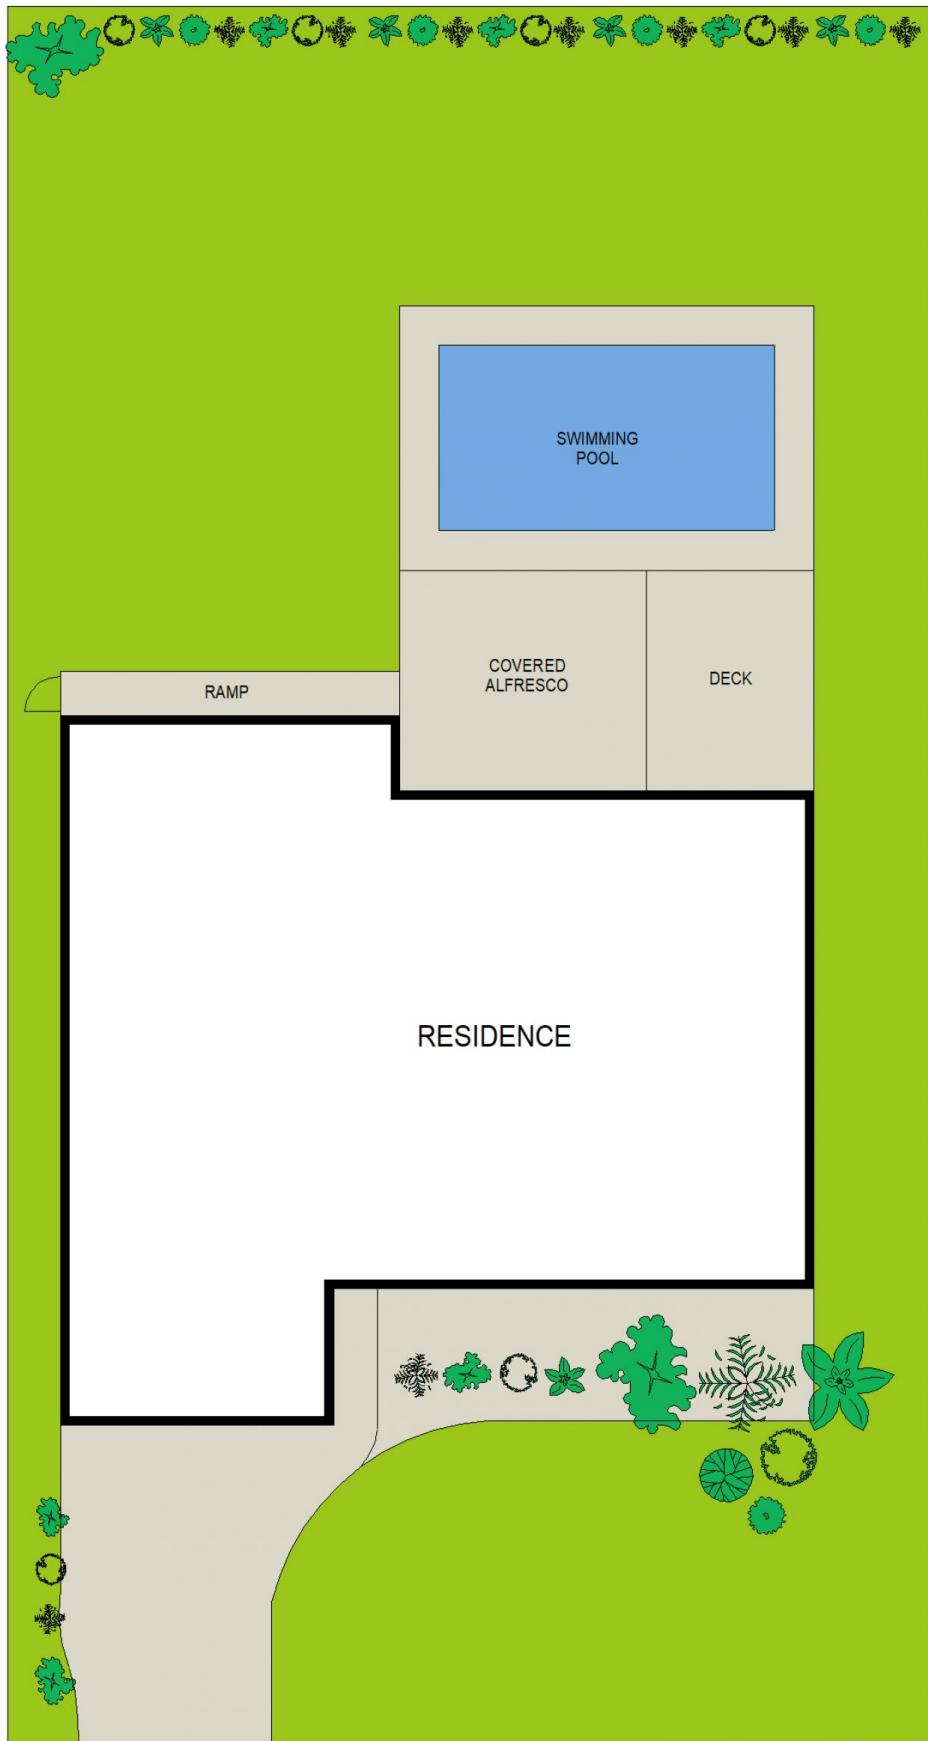 SWIMMING
POOL
COVERED
ALFRESCO
DECK
RAMP
RESIDENCE